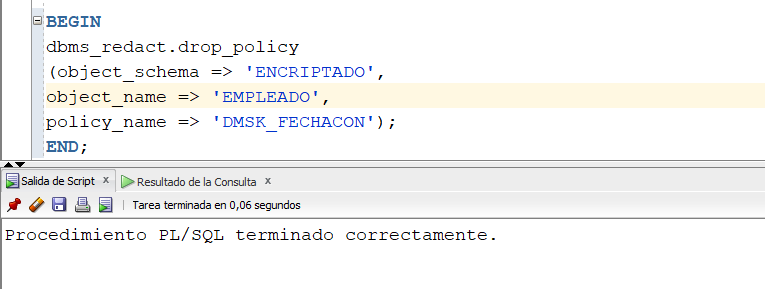 BEGIN
dbms_redact.drop_policy
(object_schema => 'ENCRIPTADO',
object_name => 'EMPLEADO',
policy_name => 'DMSK_FECHACON');
END;
Salida de Script x Resultado de la Consulta x
Tarea terminada en 0,06 segundos
Procedimiento PL/SQL terminado correctamente.